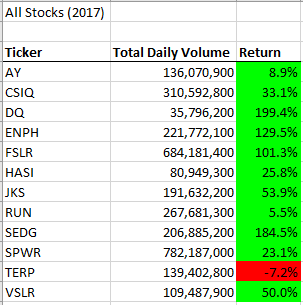 All Stocks (2017)
Ticker Total Daily Volume Return
AY 136,070,900 8.9%
CSIQ 310,592,800 33.1%
DQ 35,796,200 199.4%
ENPH 221,772,100 129.5%
FSLR 684,181,400 101.3%
HASI 80,949,300 25.8%
JKS 191,632,200 53.9%
RUN 267,681,300 5.5%
SEDG 206,885,200 184.5%
SPWR 782,187,000 23.1%
TERP 139,402,800 -7.2%
VSLR 109,487,900 50.0%